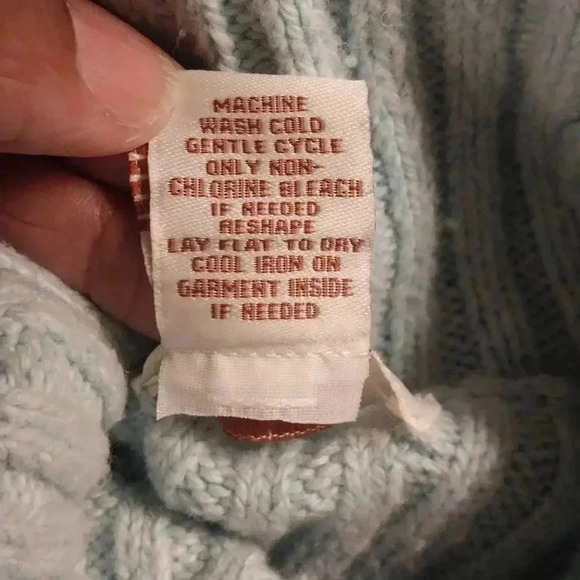 MACHINE
WASH COLD
GENTLE CYCLE
ONLY NON-
CHLORINE BLEACH
IF NEEDED
RESHAPE
LAY FLAT TO DRY
COOL IRON ON
GARMENT INSIDE
IF NEEDED